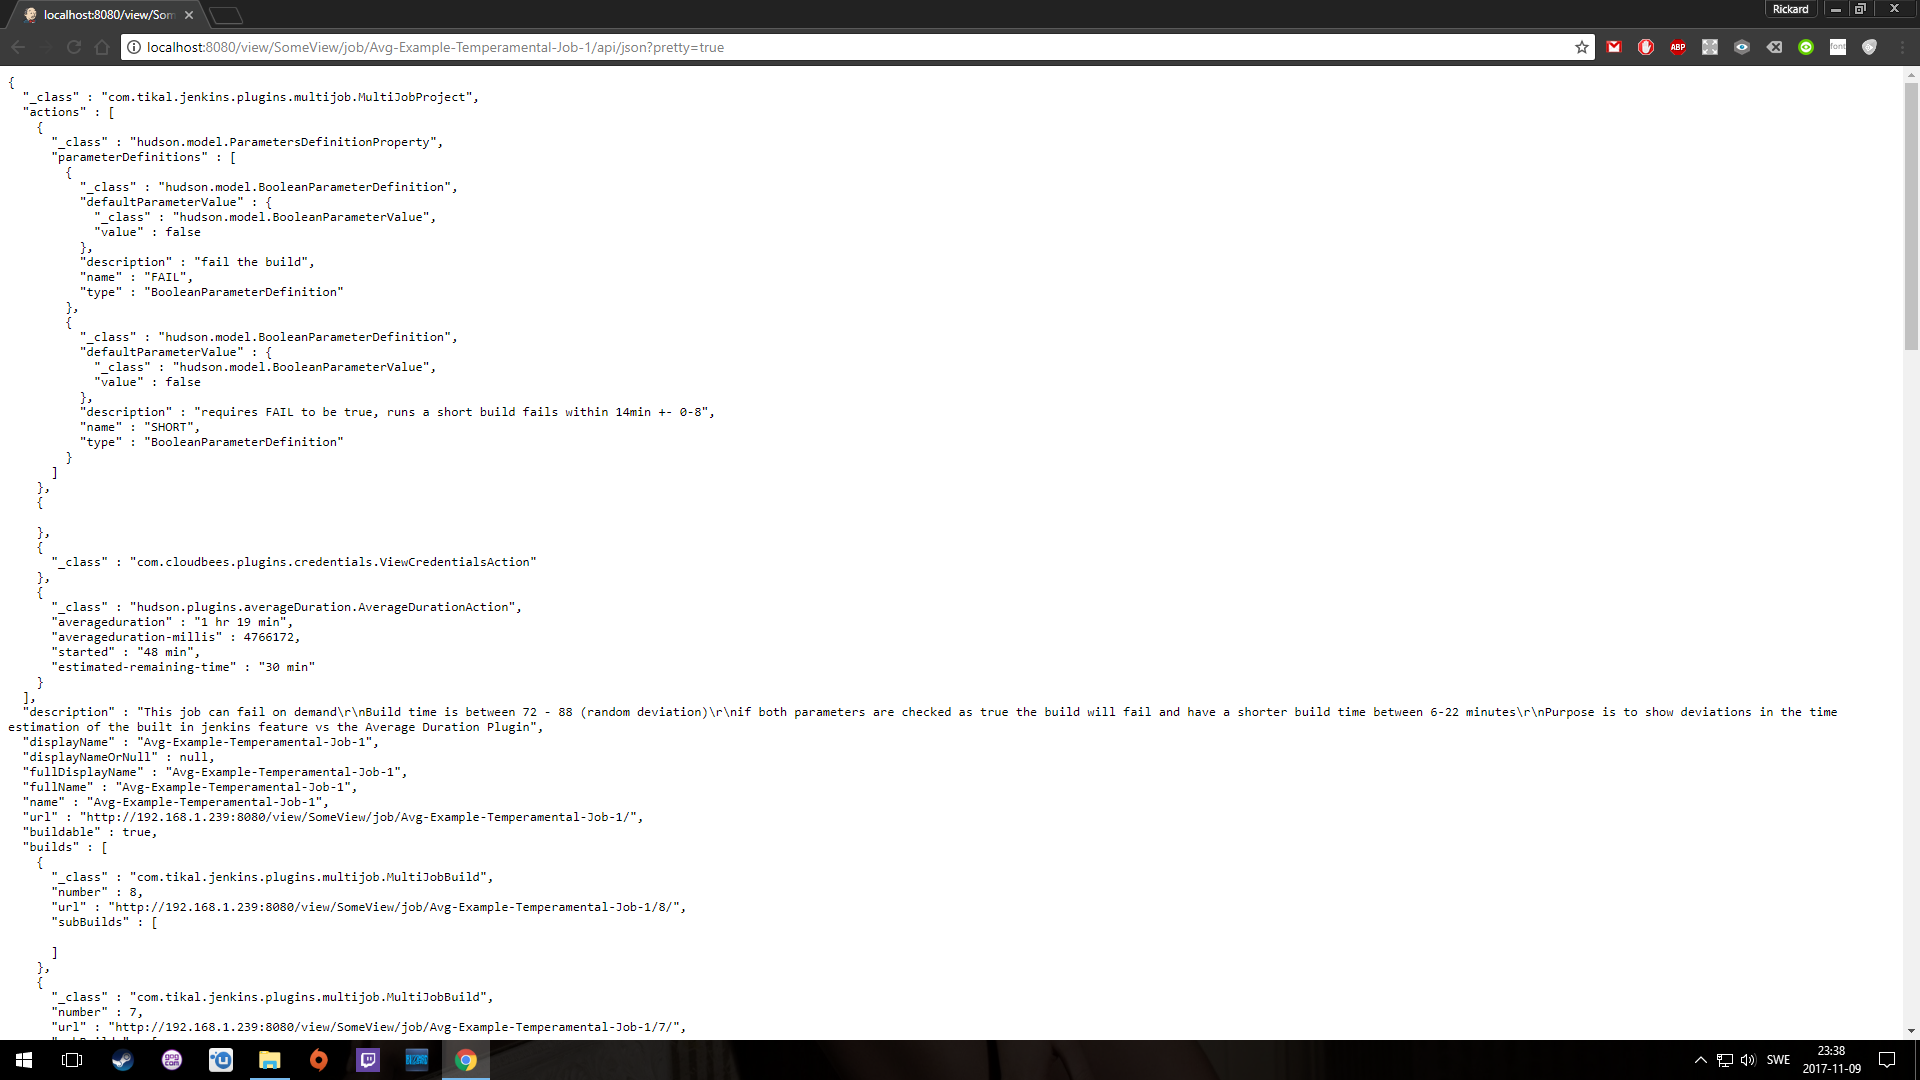 localhost:8080/view/Som
Rickard
localhost:8080/view/SomeView/job/Avg-Example-Temperamental-Job-1/api/json?pretty=true
ABP
font
{
"_class" : "com.tikal.jenkins.plugins.multijob.MultiJobProject",
"actions" : [
{
"_class" : "hudson.model.ParametersDefinitionProperty",
"parameterDefinitions" : [
{
"_class" : "hudson.model.BooleanParameterDefinition",
"defaultParameterValue" : {
"_class" : "hudson.model.BooleanParameterValue",
"value" : false
},
"description" : "fail the build",
"name" : "FAIL",
"type" : "BooleanParameterDefinition"
},
{
"_class" : "hudson.model.BooleanParameterDefinition",
"defaultParameterValue" : {
"_class" : "hudson.model.BooleanParameterValue",
"value" : false
},
"description" : "requires FAIL to be true, runs a short build fails within 14min +- 0-8",
"name" : "SHORT",
"type" : "BooleanParameterDefinition"
}
]
},
{
},
{
"_class" : "com.cloudbees.plugins.credentials.ViewCredentialsAction"
},
{
"_class" : "hudson.plugins.averageDuration.AverageDurationAction",
"averageduration" : "1 hr 19 min",
"averageduration-millis" : 4766172,
"started" : "48 min",
"estimated-remaining-time" : "30 min"
}
],
"description" : "This job can fail on demand\r\nBuild time is between 72 - 88 (random deviation)\r\nif both parameters are checked as true the build will fail and have a shorter build time between 6-22 minutes\r\nPurpose is to show deviations in the time
estimation of the built in jenkins feature vs the Average Duration Plugin",
"displayName" : "Avg-Example-Temperamental-Job-1",
"displayNameOrNull" : null,
"fullDisplayName" : "Avg-Example-Temperamental-Job-1",
"fullName" : "Avg-Example-Temperamental-Job-1",
"name" : "Avg-Example-Temperamental-Job-1",
"url" : "http://192.168.1.239:8080/view/SomeView/job/Avg-Example-Temperamental-Job-1/",
"buildable" : true,
"builds" : [
{
"_class" : "com.tikal.jenkins.plugins.multijob.MultiJobBuild",
"number" : 8,
"url" : "http://192.168.1.239:8080/view/SomeView/job/Avg-Example-Temperamental-Job-1/8/",
"subBuilds" : [
]
},
{
"_class" : "com.tikal.jenkins.plugins.multijob.MultiJobBuild",
"number" : 7,
"url" : "http://192.168.1.239:8080/view/SomeView/job/Avg-Example-Temperamental-Job-1/7/",
gog
com
SWE
23:38
2017-11-09